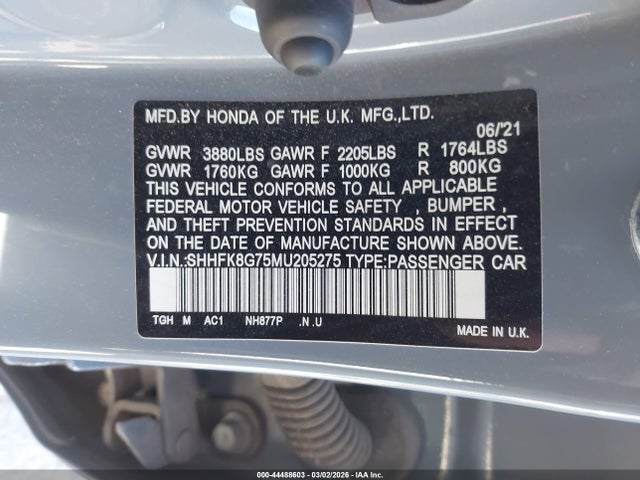 MFD.BY HONDA OF THE U.K. MFG.,LTD.
06/'21
GVWR 3880LBS GAWR F 2205LBS R 1764LBS
GVWR 1760KG GAWR F 1000KG R 800KG
THIS VEHICLE CONFORMS TO ALL APPLICABLE
FEDERAL MOTOR VEHICLE SAFETY , BUMPER ,
AND THEFT PREVENTION STANDARDS IN EFFECT
ON THE DATE OF MANUFACTURE SHOWN ABOVE.
V.I.N.:SHHFK8G75MU205275 TYPE:PASSENGER CAR
TGH M AC1 NH877P .N .U
MADE IN U.K.
000-44488603 - 03/02/2026 - IAA Inc.